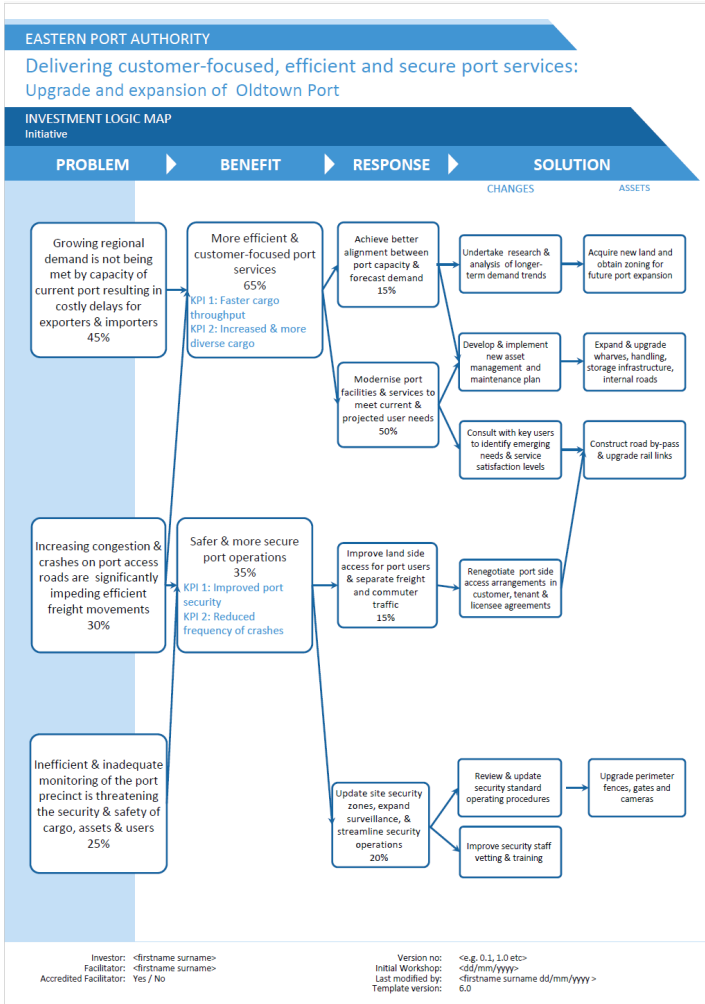 EASTERN PORT AUTHORITY
Delivering customer-focused, efficient and secure port services:
Upgrade and expansion of Oldtown Port
INVESTMENT LOGIC MAP
Initiative
PROBLEM
BENEFIT
RESPONSE
SOLUTION
CHANGES
ASSETS
Growing regional
demand is not being
met by capacity of
current port resulting in
costly delays for
exporters & importers
45%
More efficient &
customer-focused port
services
65%
KPI 1: Faster cargo
throughput
KPI 2: Increased & more
diverse cargo
Achieve better
alignment between
port capacity &
forecast demand
15%
Undertake research &
analysis of longer-
term demand trends
Acquire new land and
obtain zoning for
future port expansion
Modernise port
facilities & services to
meet current &
projected user needs
50%
Develop & implement
new asset
management and
maintenance plan
Expand & upgrade
wharves, handling,
storage infrastructure,
internal roads
Consult with key users
to identify emerging
needs & service
satisfaction levels
Construct road by-pass
& upgrade rail links
Increasing congestion &
crashes on port access
roads are significantly
impeding efficient
freight movements
30%
Safer & more secure
port operations
35%
KPI 1: Improved port
security
KPI 2: Reduced
frequency of crashes
Improve land side
access for port users
& separate freight
and commuter
traffic
15%
Renegotiate port side
access arrangements in
customer, tenant &
licensee agreements
Inefficient & inadequate
monitoring of the port
precinct is threatening
the security & safety of
cargo, assets & users
25%
Update site security
zones, expand
surveillance, &
streamline security
operations
20%
Review & update
security standard
operating procedures
Upgrade perimeter
fences, gates and
cameras
Improve security staff
vetting & training
Investor: <firstname surname>
Facilitator: <firstname surname>
Accredited Facilitator: Yes / No
Version no: <e.g. 0.1, 1.0 etc>
Initial Workshop: <dd/mm/yyyy>
Last modified by: <firstname surname dd/mm/yyyy >
Template version: 6.0